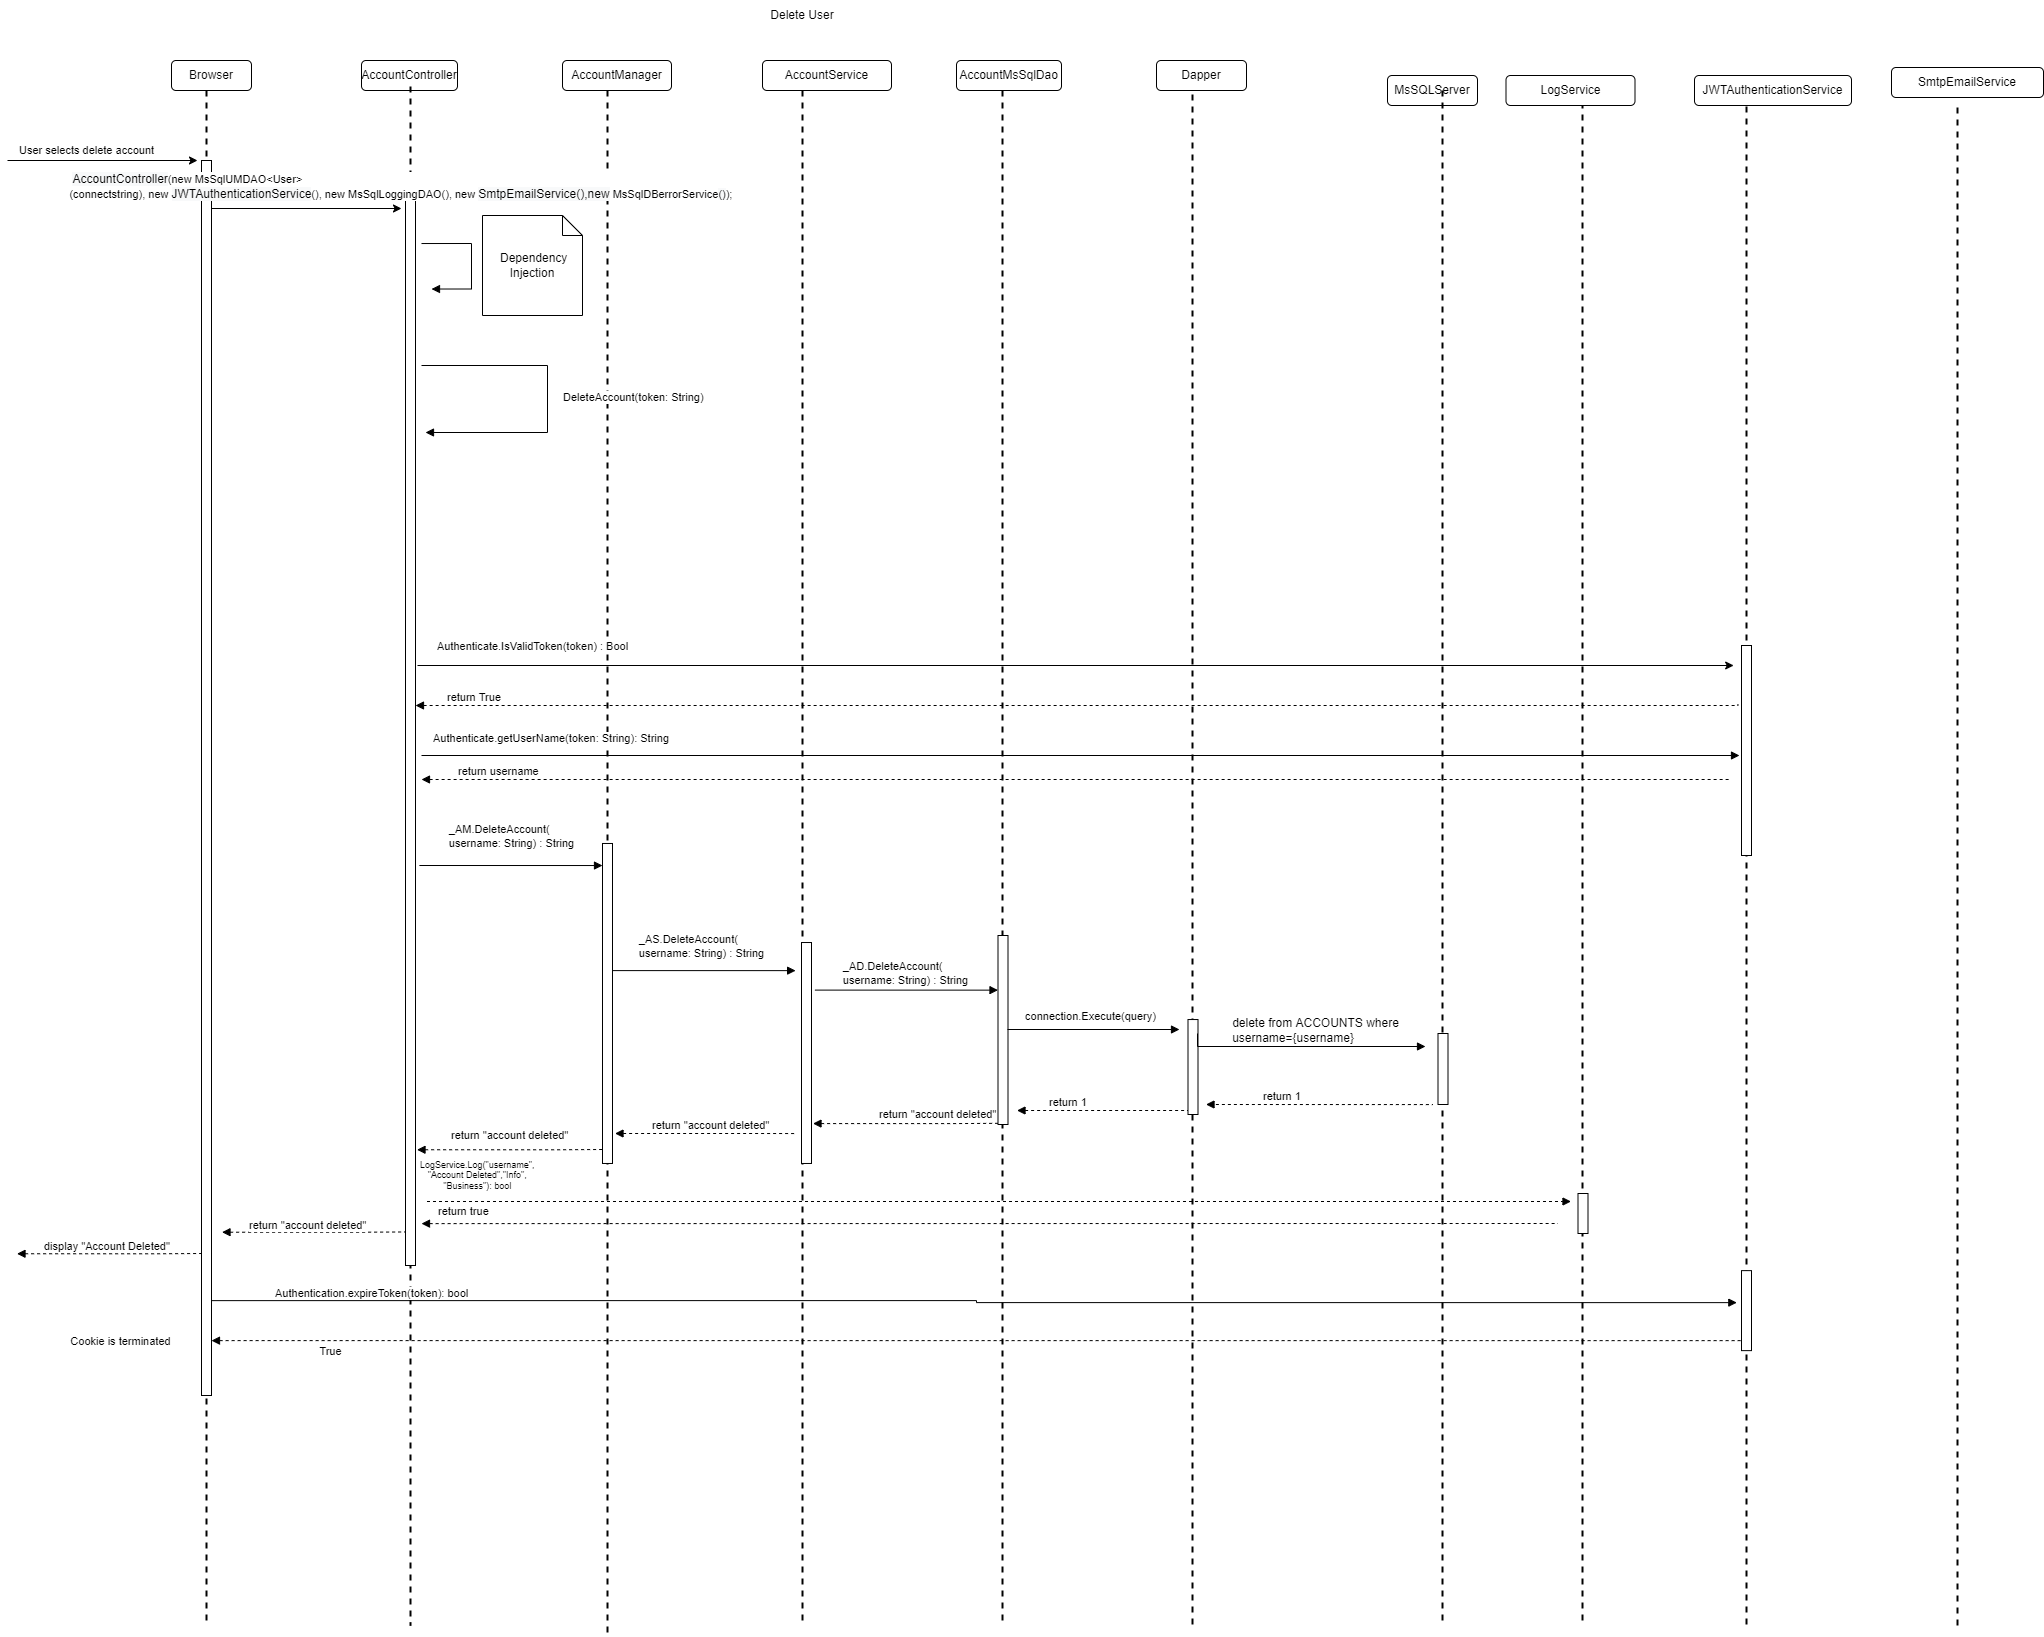 Delete User
Browser
AccountController
AccountManager
AccountService
AccountMsSqlDao
Dapper
MsSQLServer
LogService
JWTAuthenticationService
SmtpEmailService
User selects delete account
AccountController(new MsSqlUMDAO<User>
(connectstring), new JWTAuthenticationService(), new MsSqlLoggingDAO(), new SmtpEmailService(),new MsSqlDBerrorService());
Dependency
Injection
DeleteAccount(token: String)
Authenticate.IsValidToken(token) : Bool
return True
Authenticate.getUserName(token: String): String
return username
_AM.DeleteAccount(
username: String) : String
_AS.DeleteAccount(
username: String) : String
_AD.DeleteAccount(
username: String) : String
connection.Execute(query)
delete from ACCOUNTS where
username={username}
return 1
return 1
return "account deleted"
return "account deleted"
return "account deleted"
LogService.Log("username",
"Account Deleted","Info",
"Business"): bool
return true
return "account deleted"
display "Account Deleted"
Authentication.expireToken(token): bool
Cookie is terminated
True